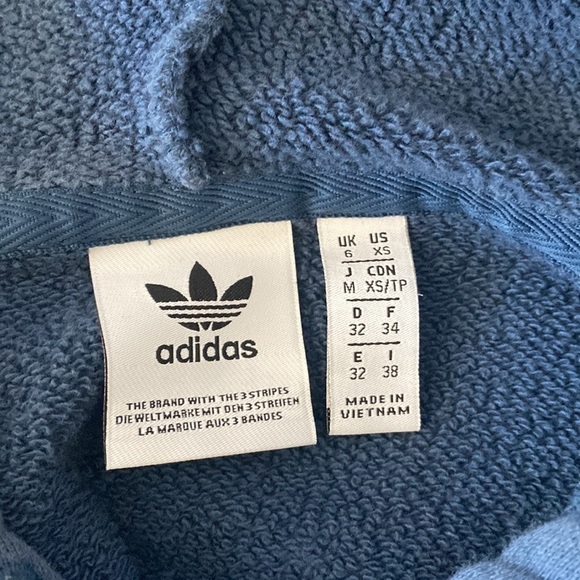 adidas
THE BRAND WITH THE 3 STRIPES
DIE WELTMARKE MIT DEN 3 STREIFEN
LA MARQUE AUX 3 BANDES
UK US
6 XS
J CDN
M XS/TP
D F
32 34
E I
32 38
MADE IN
VIETNAM